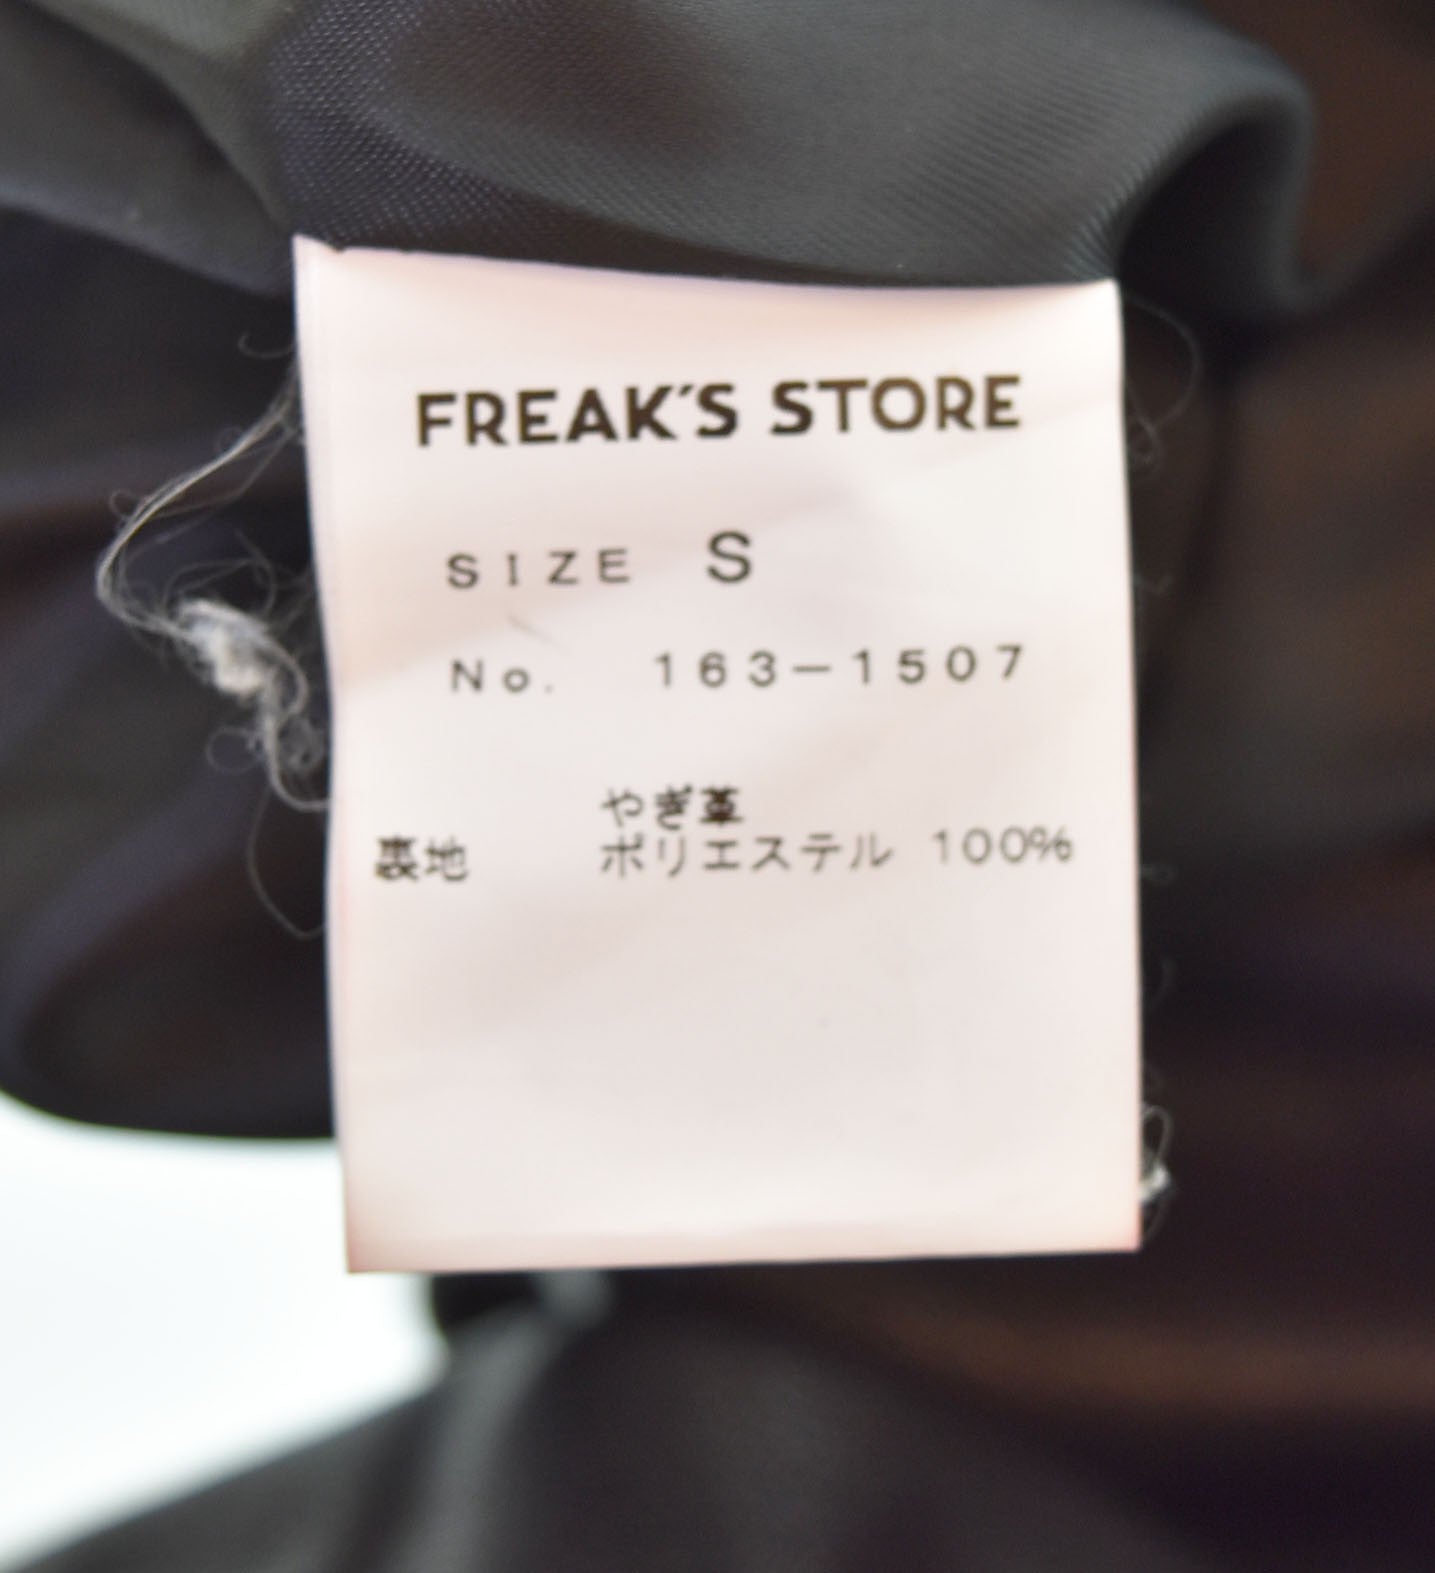 FREAK'S STORE
SIZE S
No. 163-1507
やぎ革
裏地 ポリエステル 100%